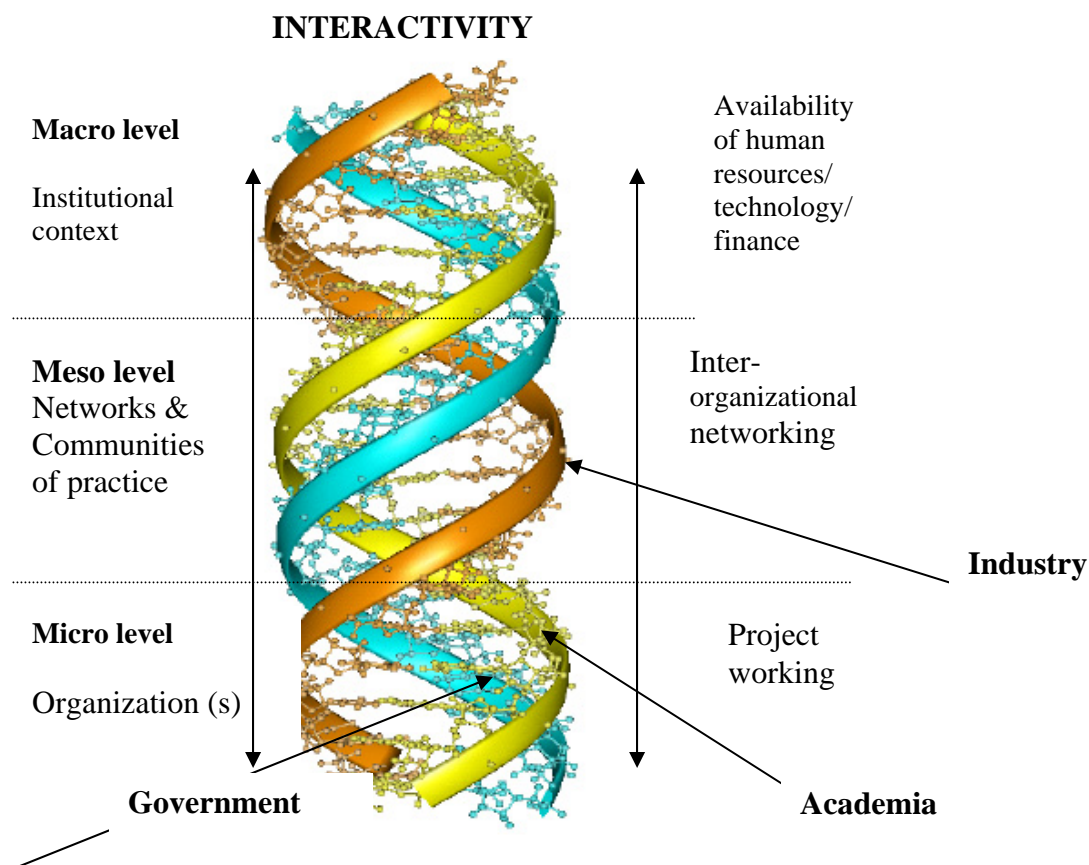 INTERACTIVITY
Macro level
Institutional
context
Availability
of human
resources/
technology/
finance
Meso level
Networks &
Communities
of practice
Inter-
organizational
networking
Industry
Micro level
Organization (s)
Project
working
Government
Academia